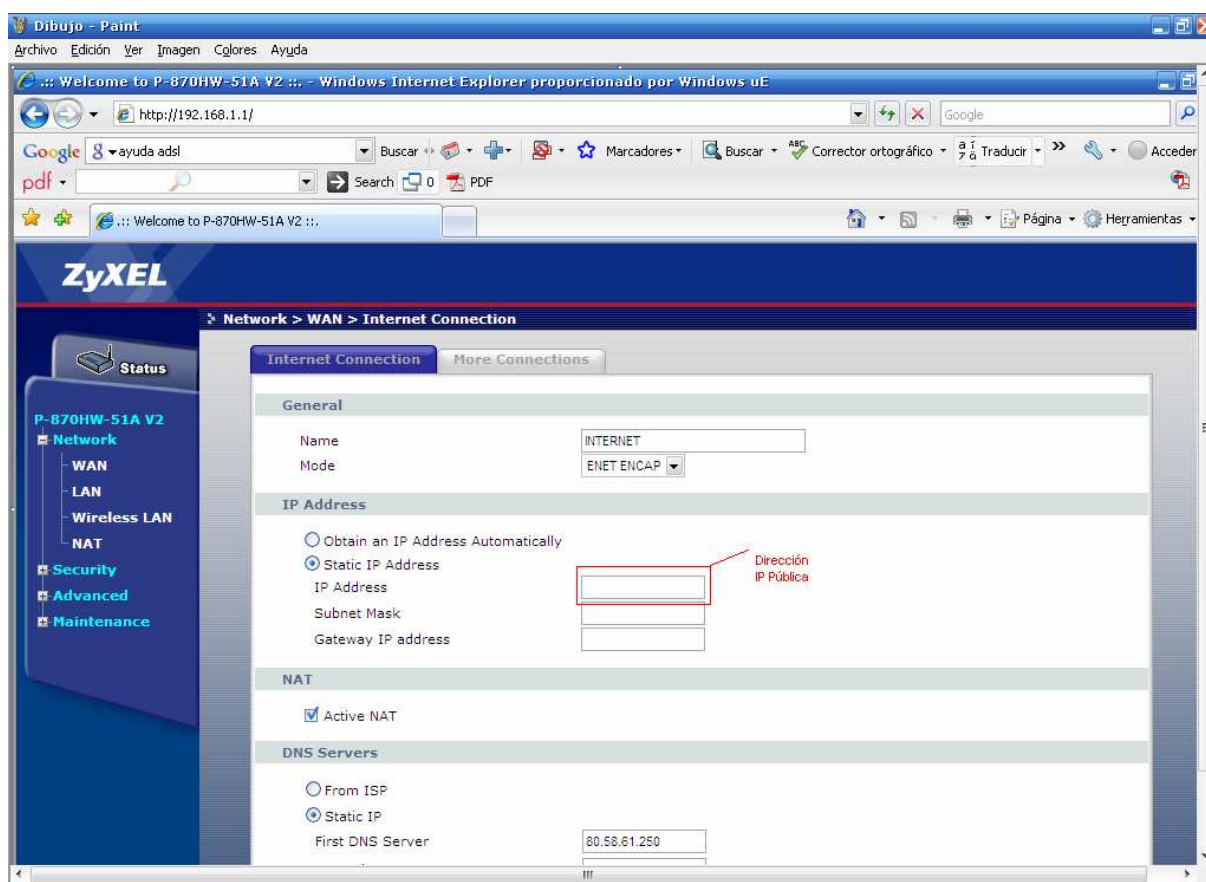 Dibujo - Paint
Archivo Edición Ver Imagen Colores Ayuda
.:: Welcome to P-870HW-51A V2 ::. - Windows Internet Explorer proporcionado por Windows uE
http://192.168.1.1/ Google
Google ayuda adsl Buscar Marcadores Buscar Corrector ortográfico Traducir Acceder
pdf Search 0 PDF
.:: Welcome to P-870HW-51A V2 ::. Página Herramientas
ZyXEL
Network > WAN > Internet Connection
Status
Internet Connection More Connections
P-870HW-51A V2
Network
WAN
LAN
Wireless LAN
NAT
Security
Advanced
Maintenance
General
Name INTERNET
Mode ENET ENCAP
IP Address
Obtain an IP Address Automatically
Static IP Address
IP Address
Dirección
IP Pública
Subnet Mask
Gateway IP address
NAT
Active NAT
DNS Servers
From ISP
Static IP
First DNS Server 80.58.61.250